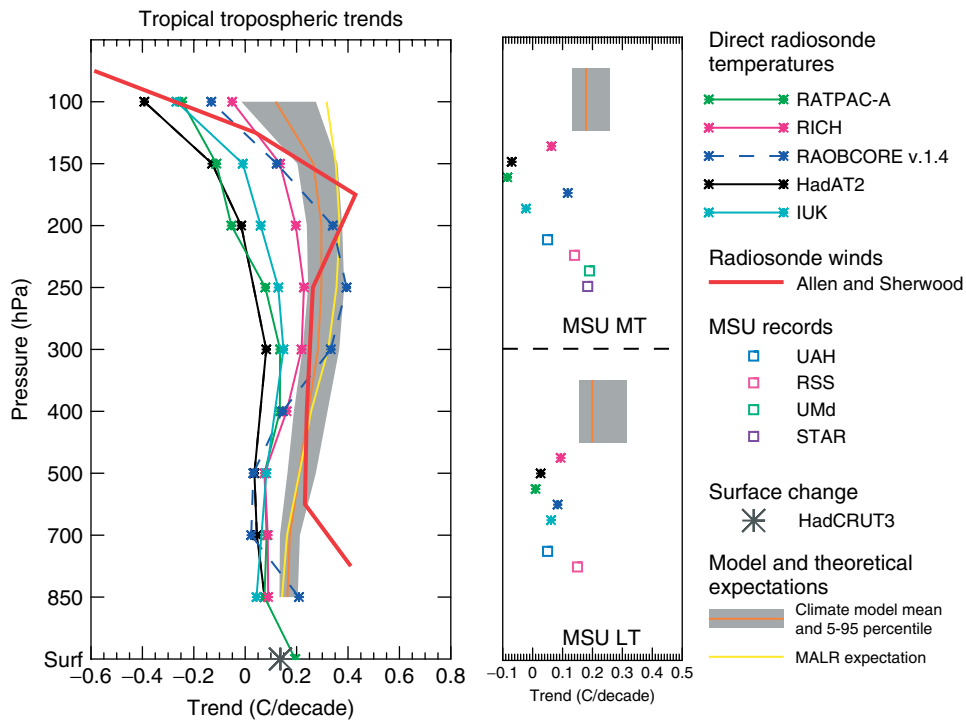 Tropical tropospheric trends
Pressure (hPa)
100
150
200
250
300
400
500
700
850
Surf
−0.6 −0.4 −0.2 0 0.2 0.4 0.6 0.8
Trend (C/decade)
MSU MT
MSU LT
−0.1 0 0.1 0.2 0.3 0.4 0.5
Trend (C/decade)
Direct radiosonde
temperatures
RATPAC-A
RICH
RAOBCORE v.1.4
HadAT2
IUK
Radiosonde winds
Allen and Sherwood
MSU records
UAH
RSS
UMd
STAR
Surface change
HadCRUT3
Model and theoretical
expectations
Climate model mean
and 5-95 percentile
MALR expectation